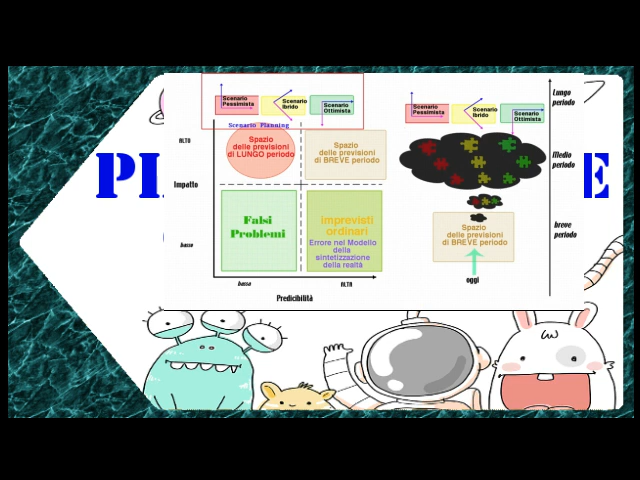 Scenario
Pessimista
Scenario
Ibrido
Scenario
Ottimista
Scenario Planning
ALTO
Impatto
basso
Spazio
delle previsioni
di LUNGO periodo
Spazio
delle previsioni
di BREVE periodo
Falsi
Problemi
imprevisti
ordinari
Errore nel Modello
della
sintetizzazione
della realtà
basso
ALTA
Predicibilità
Scenario
Pessimista
Scenario
Ibrido
Scenario
Ottimista
Lungo
periodo
Medio
periodo
breve
periodo
Spazio
delle previsioni
di BREVE periodo
oggi